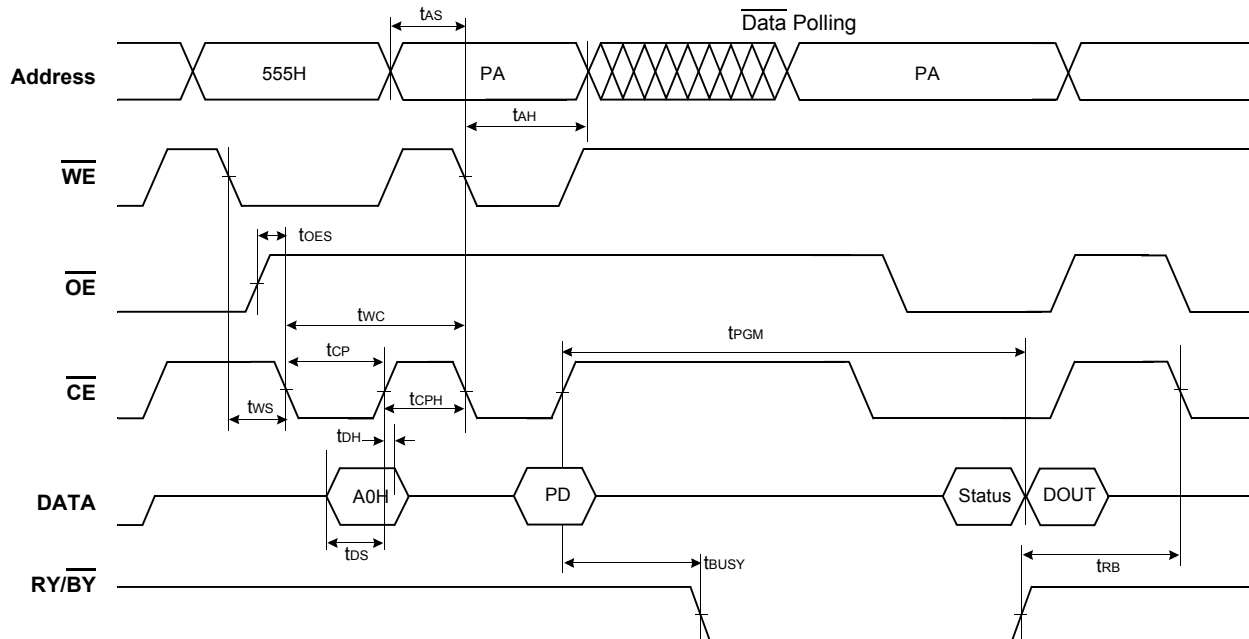 tAS
Data Polling
Address
555H
PA
PA
tAH
WE
tOES
OE
tWC
tPGM
tCP
CE
tCPH
tWS
tDH
DATA
A0H
PD
Status
DOUT
tDS
tBUSY
tRB
RY/BY